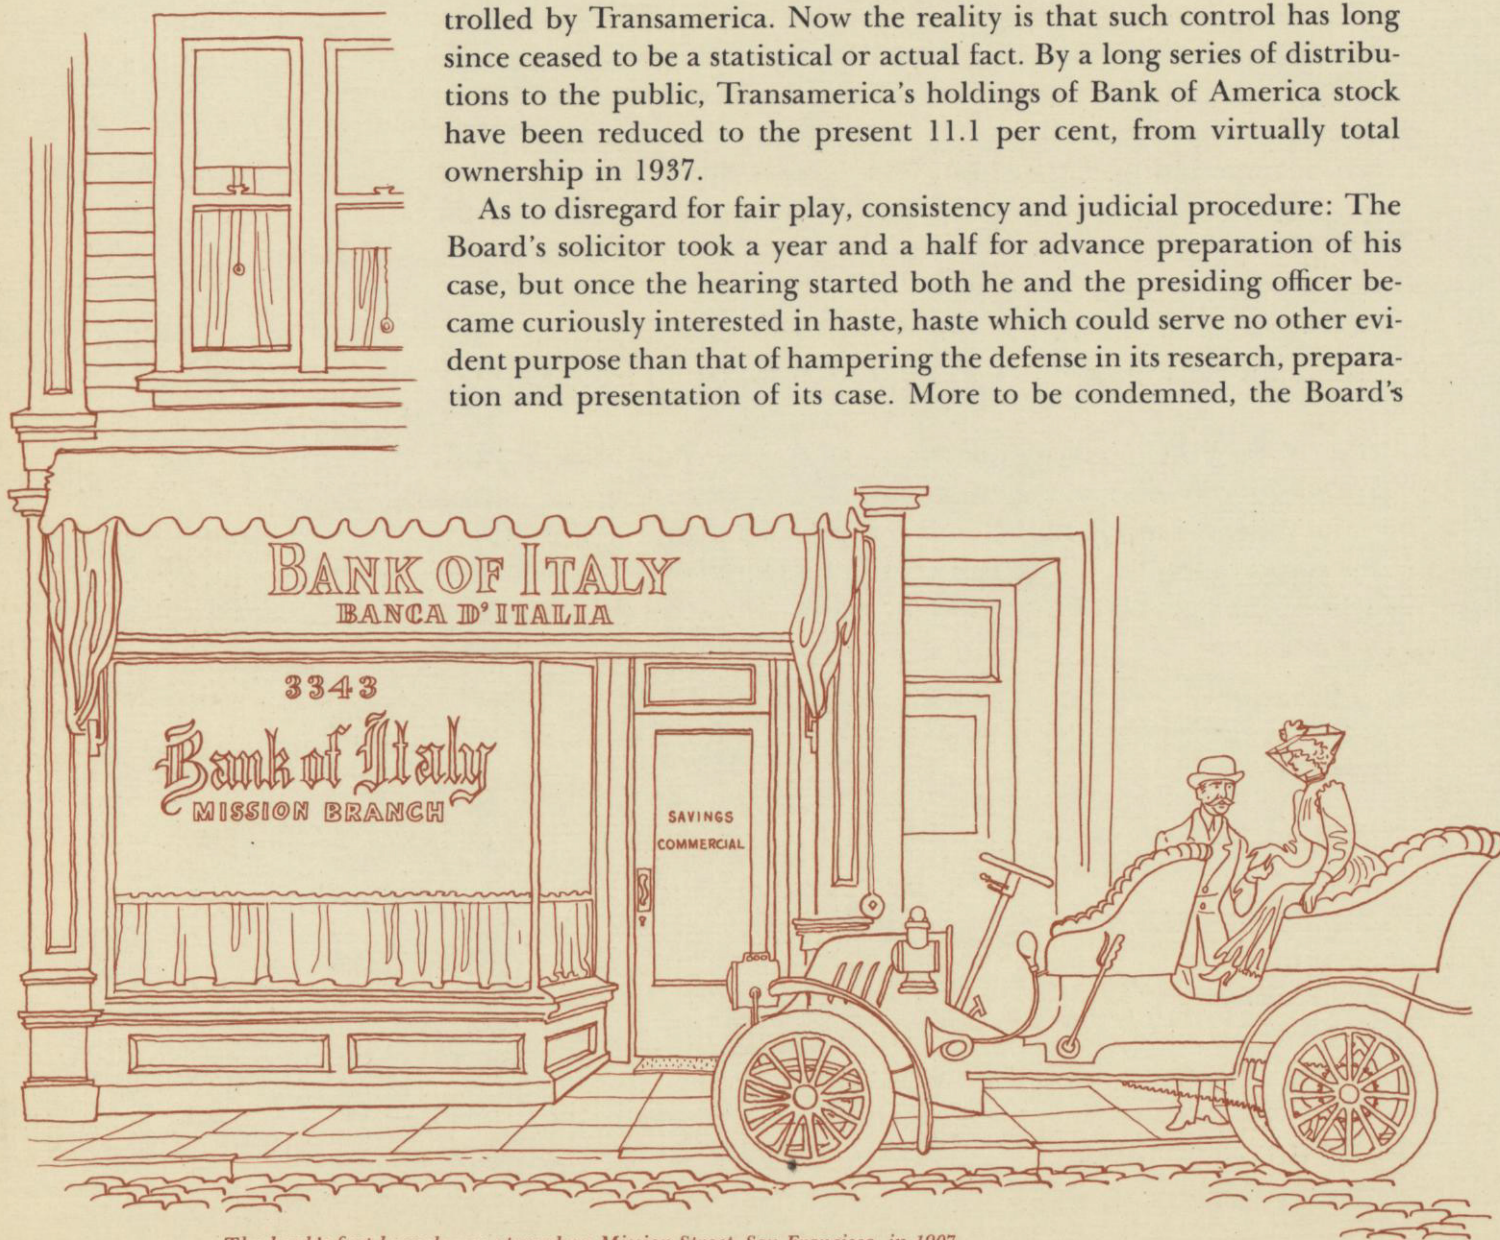 trolled by Transamerica. Now the reality is that such control has long
since ceased to be a statistical or actual fact. By a long series of distribu-
tions to the public, Transamerica's holdings of Bank of America stock
have been reduced to the present 11.1 per cent, from virtually total
ownership in 1937.
As to disregard for fair play, consistency and judicial procedure: The
Board's solicitor took a year and a half for advance preparation of his
case, but once the hearing started both he and the presiding officer be-
came curiously interested in haste, haste which could serve no other evi-
dent purpose than that of hampering the defense in its research, prepara-
tion and presentation of its case. More to be condemned, the Board's
BANK OF ITALY
BANCA D'ITALIA
3343
Bank of Italy
MISSION BRANCH
SAVINGS
COMMERCIAL
Mission Street, San Francisco, in 1907